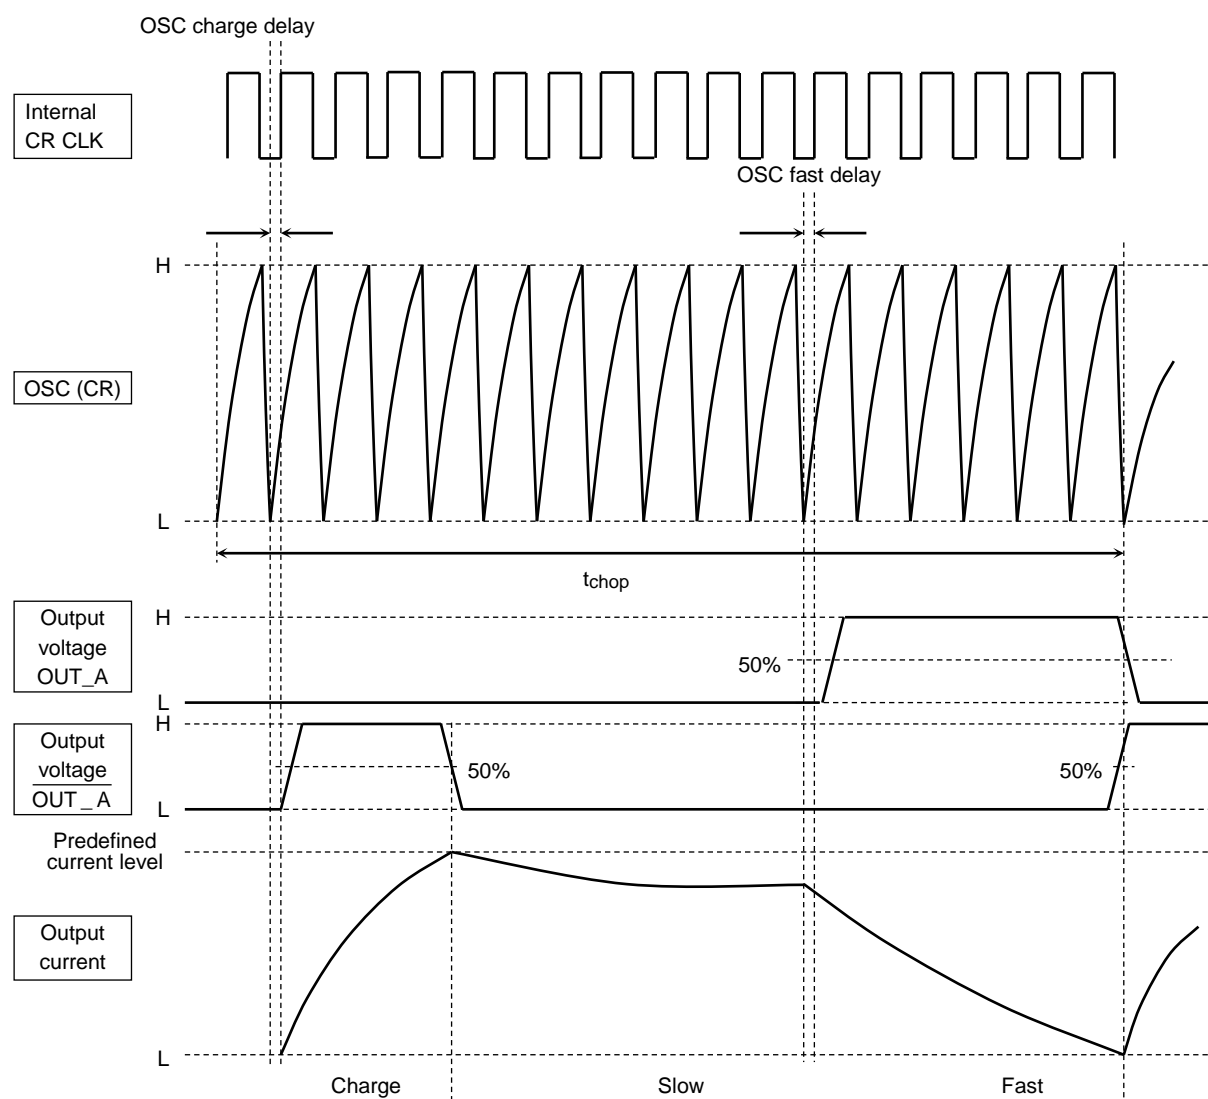 OSC charge delay
Internal
CR CLK
OSC fast delay
H
OSC (CR)
L
tchop
Output
voltage
OUT_A
H
50%
L
H
Output
voltage
OUT _ A
50%
50%
L
Predefined
current level
Output
current
L
Charge
Slow
Fast